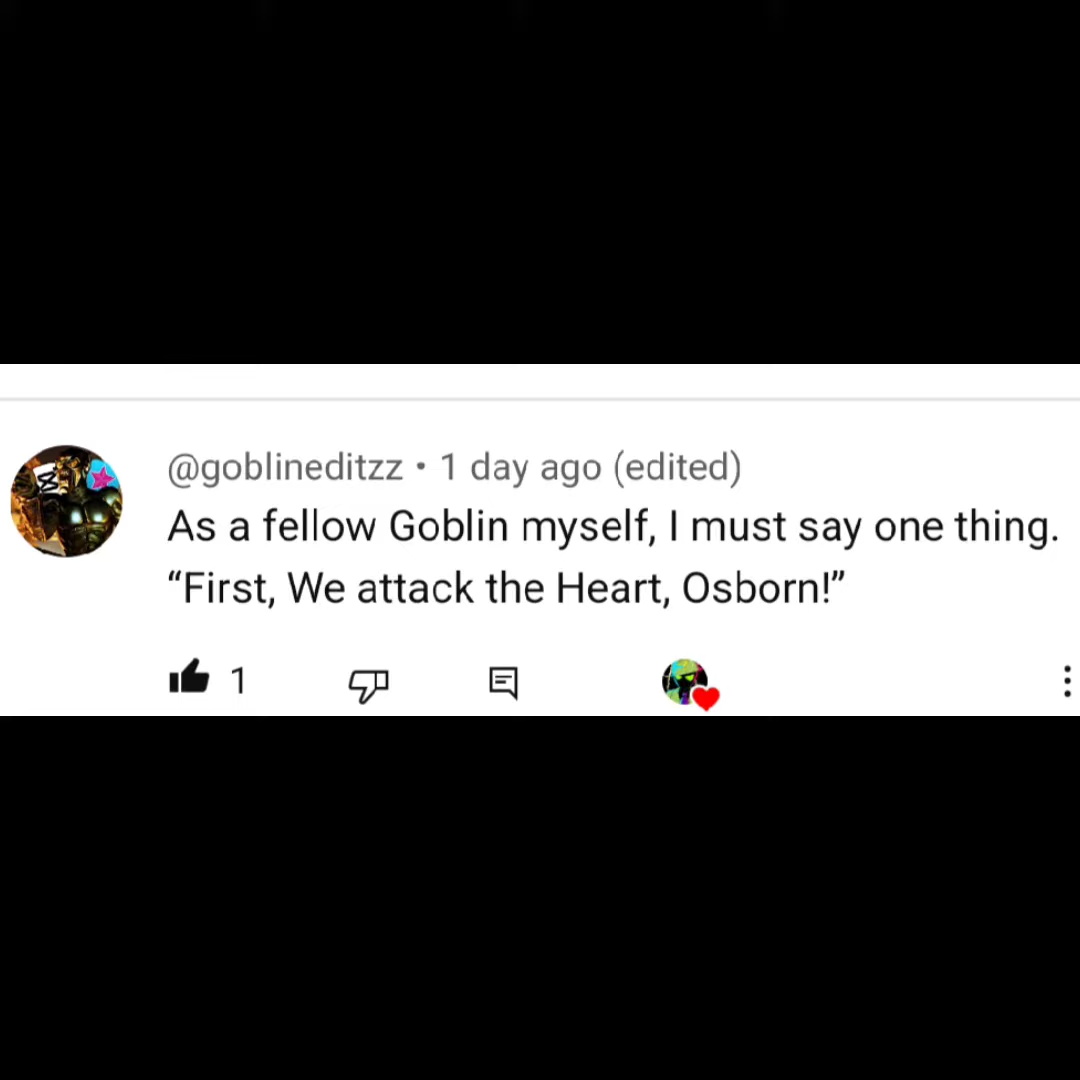 @goblineditzz • 1 day ago (edited)
As a fellow Goblin myself, I must say one thing.
“First, We attack the Heart, Osborn!”
1